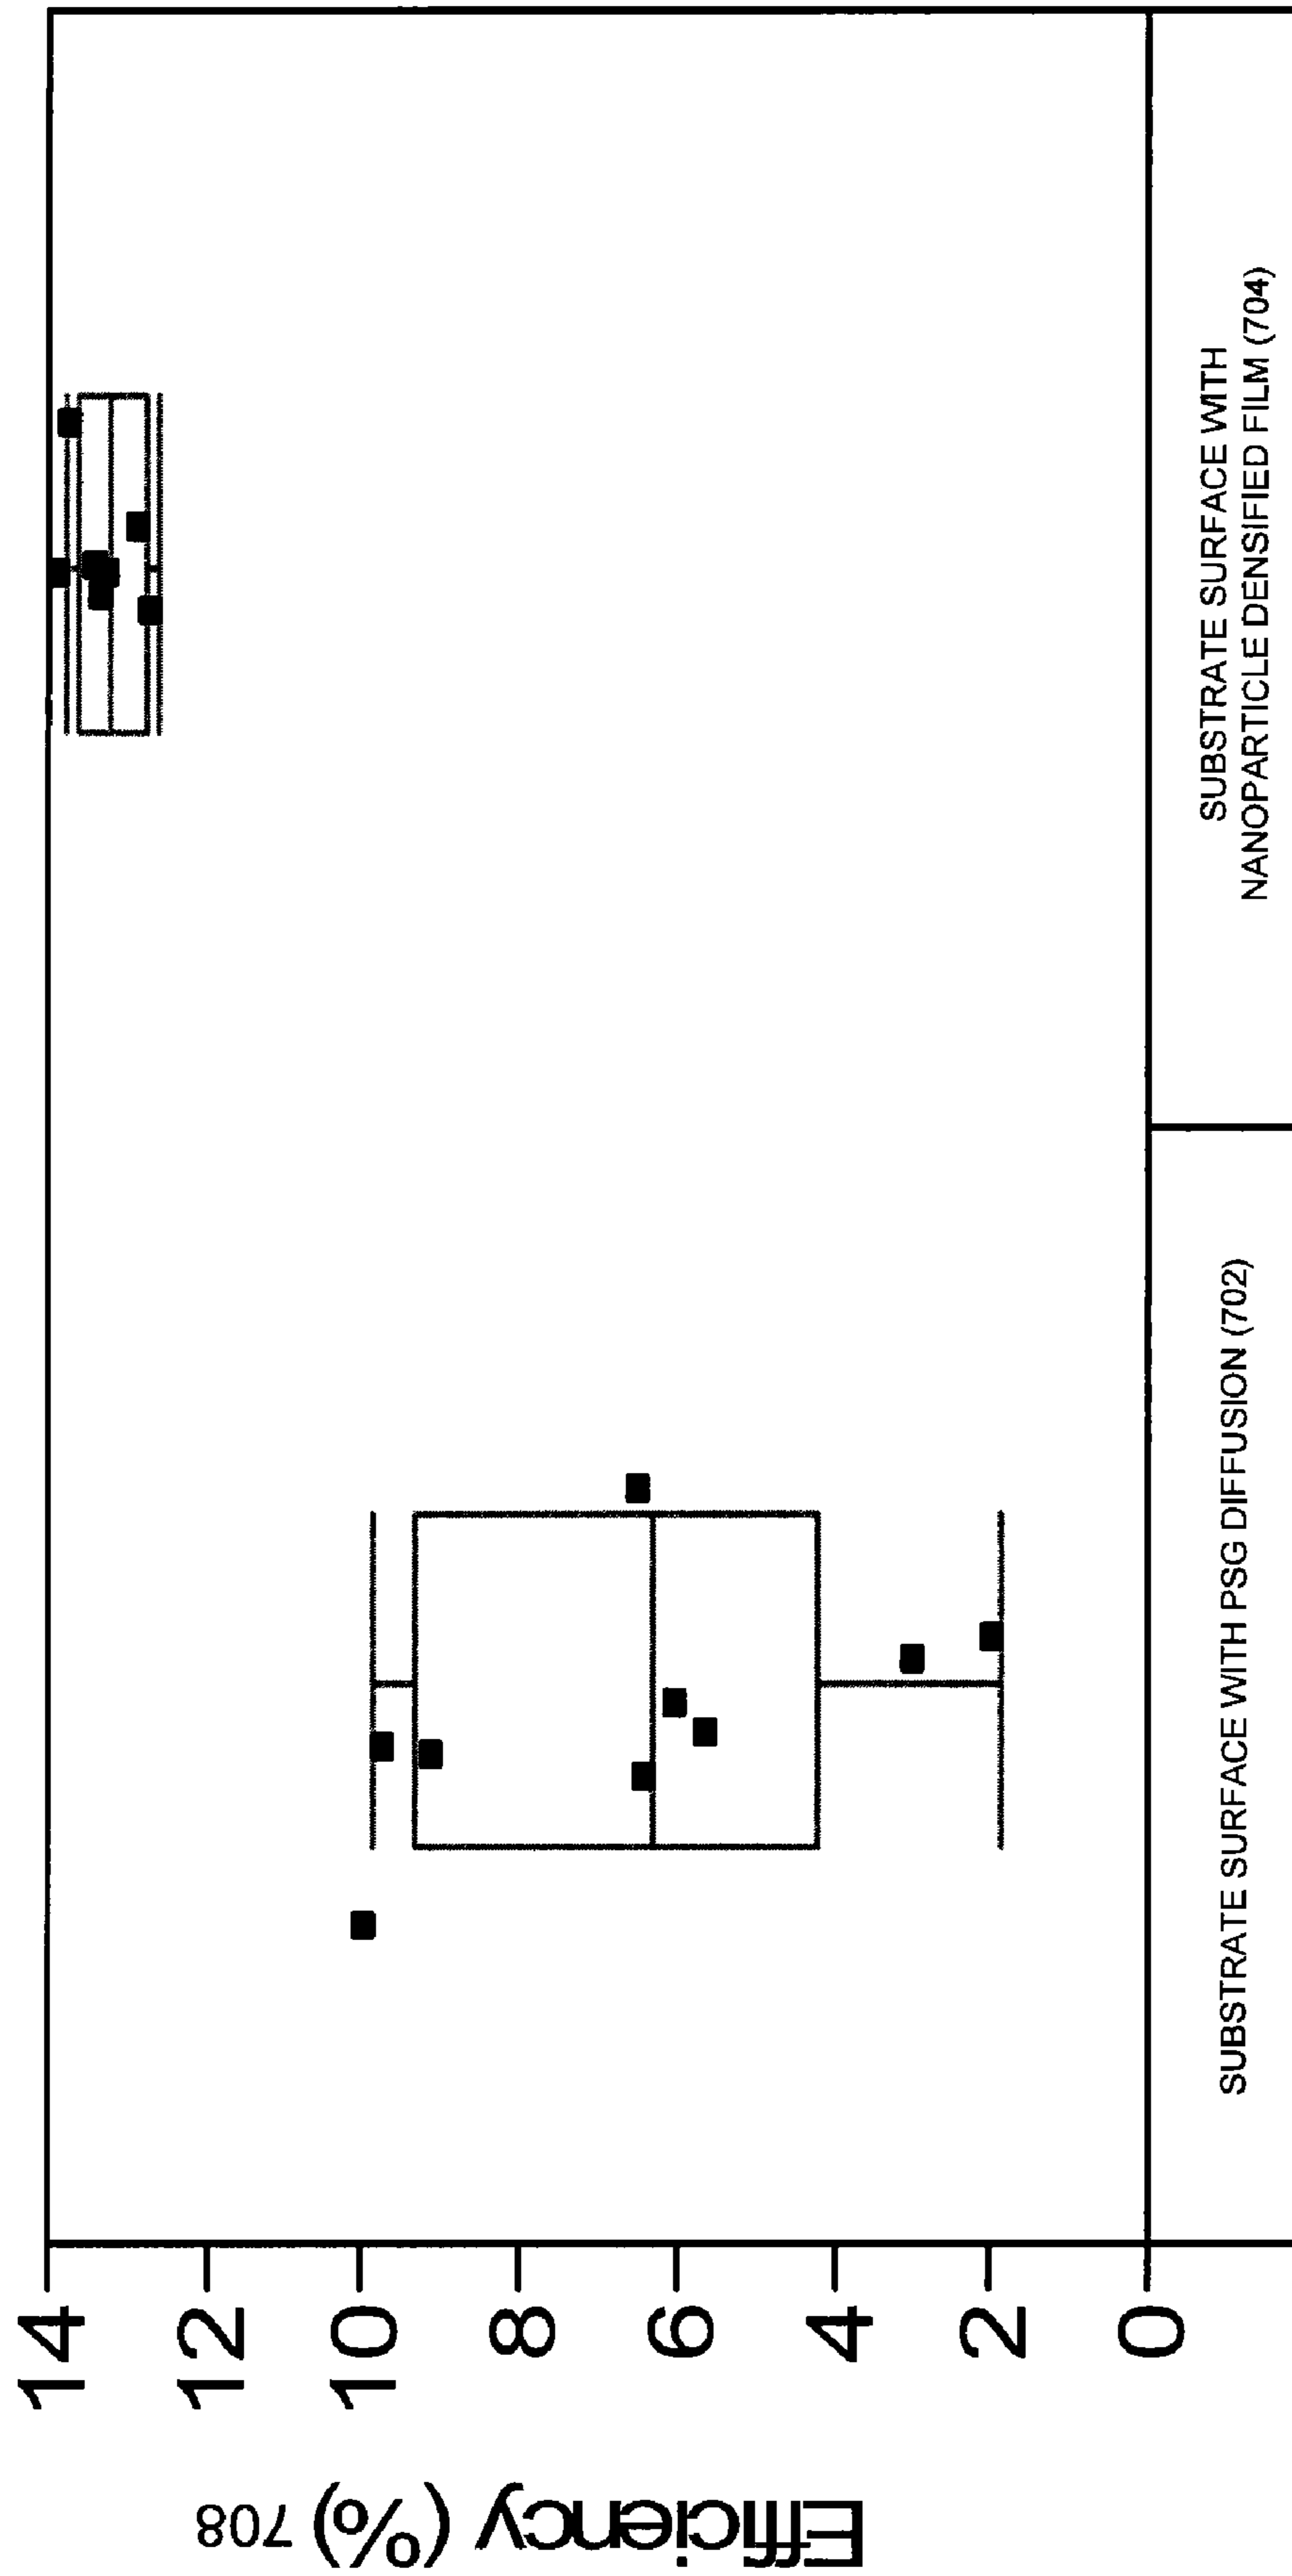 Efficiency (%) 708
14
12
10
8
6
4
2
0
SUBSTRATE SURFACE WITH PSG DIFFUSION (702)
SUBSTRATE SURFACE WITH
NANOPARTICLE DENSIFIED FILM (704)